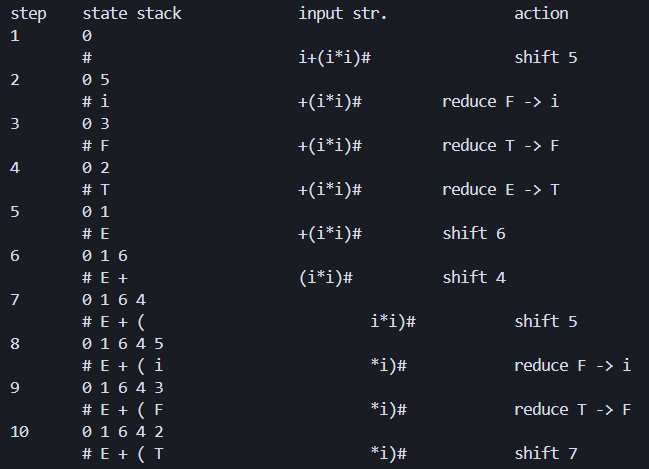 step state stack input str. action
1 0
# i+(i*i)# shift 5
2 0 5
# i +(i*i)# reduce F -> i
3 0 3
# F +(i*i)# reduce T -> F
4 0 2
# T +(i*i)# reduce E -> T
5 0 1
# E +(i*i)# shift 6
6 0 1 6
# E + (i*i)# shift 4
7 0 1 6 4
# E + ( i*i)# shift 5
8 0 1 6 4 5
# E + ( i *i)# reduce F -> i
9 0 1 6 4 3
# E + ( F *i)# reduce T -> F
10 0 1 6 4 2
# E + ( T *i)# shift 7